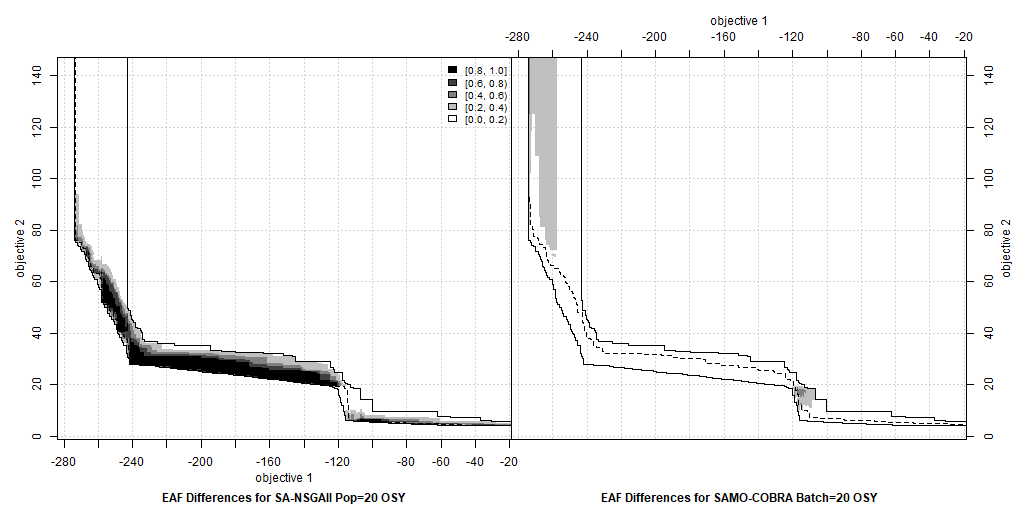 objective 1
-280 -240 -200 -160 -120 -80 -60 -40 -20
[0.8, 1.0]
[0.6, 0.8)
[0.4, 0.6)
[0.2, 0.4)
[0.0, 0.2)
140
120
100
80
60
40
20
0
objective 2
140
120
100
80
60
40
20
0
objective 2
-280 -240 -200 -160 -120 -80 -60 -40 -20
objective 1
EAF Differences for SA-NSGAII Pop=20 OSY
EAF Differences for SAMO-COBRA Batch=20 OSY